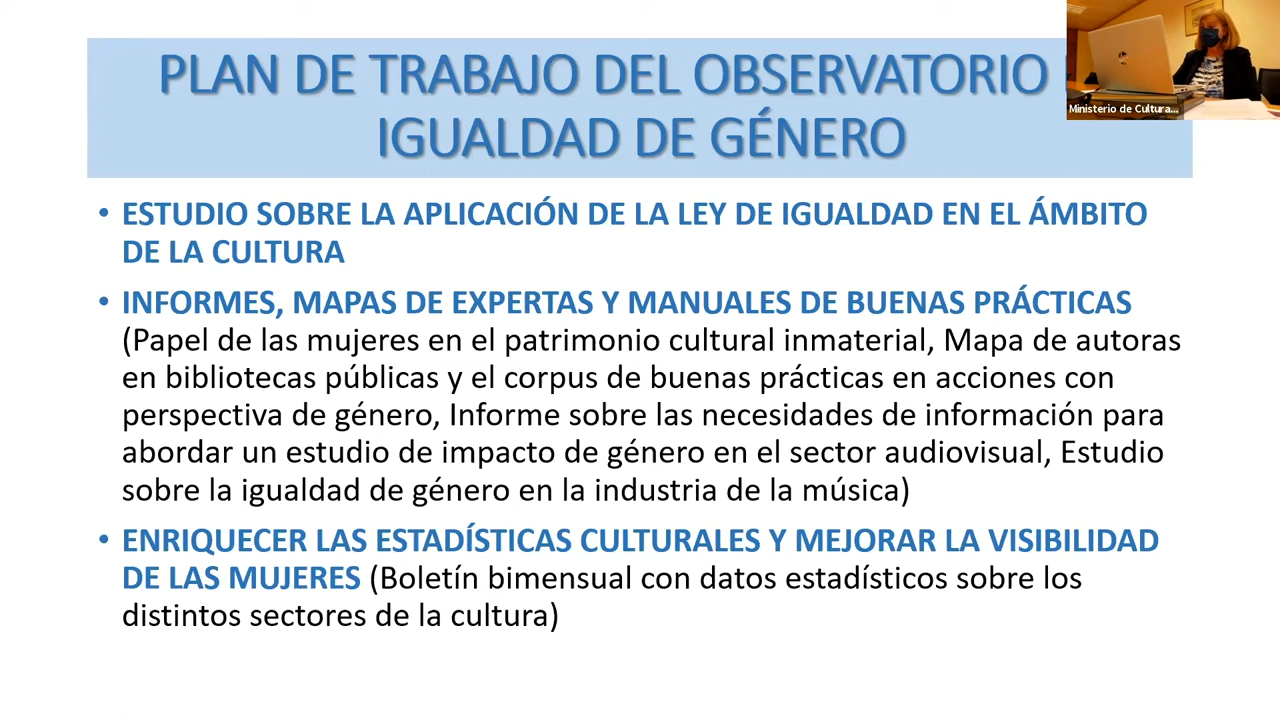 PLAN DE TRABAJO DEL OBSERVATORIO
IGUALDAD DE GÉNERO
Ministerio de Cultura...
• ESTUDIO SOBRE LA APLICACIÓN DE LA LEY DE IGUALDAD EN EL ÁMBITO
DE LA CULTURA
• INFORMES, MAPAS DE EXPERTAS Y MANUALES DE BUENAS PRÁCTICAS
(Papel de las mujeres en el patrimonio cultural inmaterial, Mapa de autoras
en bibliotecas públicas y el corpus de buenas prácticas en acciones con
perspectiva de género, Informe sobre las necesidades de información para
abordar un estudio de impacto de género en el sector audiovisual, Estudio
sobre la igualdad de género en la industria de la música)
• ENRIQUECER LAS ESTADÍSTICAS CULTURALES Y MEJORAR LA VISIBILIDAD
DE LAS MUJERES (Boletín bimensual con datos estadísticos sobre los
distintos sectores de la cultura)